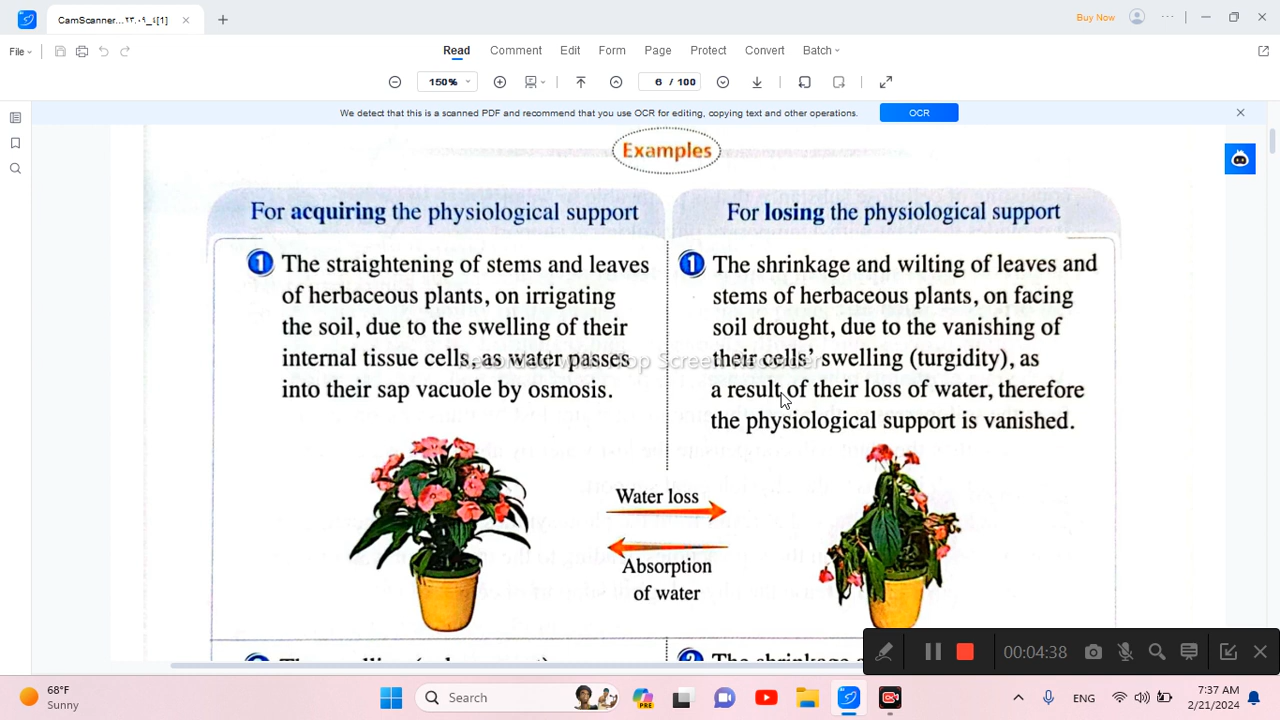 CamScanner...
Buy Now
File
Read
Comment
Edit
Form
Page
Protect
Convert
Batch
150%
6 / 100
We detect that this is a scanned PDF and recommend that you use OCR for editing, copying text and other operations.
OCR
Examples
For acquiring the physiological support
1 The straightening of stems and leaves
of herbaceous plants, on irrigating
the soil, due to the swelling of their
internal tissue cells, as water passes
into their sap vacuole by osmosis.
For losing the physiological support
1 The shrinkage and wilting of leaves and
stems of herbaceous plants, on facing
soil drought, due to the vanishing of
their cells' swelling (turgidity), as
a result of their loss of water, therefore
the physiological support is vanished.
Screen Recorder
Water loss
Absorption
of water
00:04:38
68°F
Sunny
Search
PRE
ENG
7:37 AM
2/21/2024